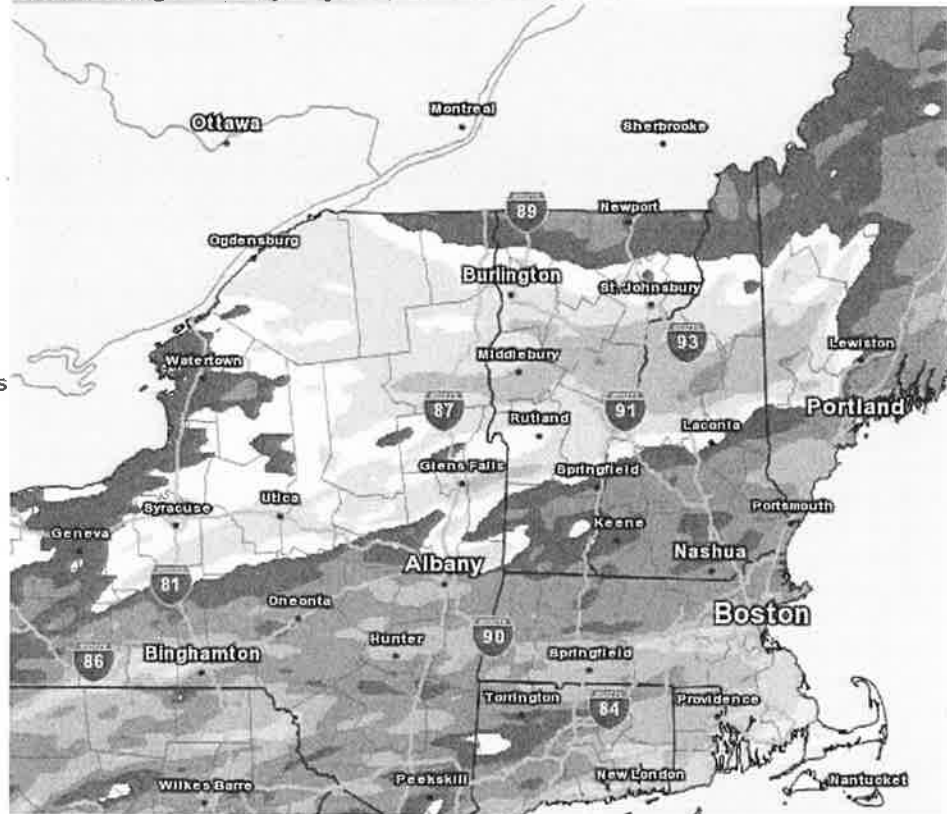 Montreal
Ottawa
Sherbrooke
89
Newport
Ogdensburg
Burlington
St. Johnsbury
93
Watertown
Middlebury
Lewiston
s
87
91
Portland
Rutland
Laconia
Glens Falls
Springfield
Utica
Syracuse
Portsmouth
Geneva
Keene
Nashua
Albany
81
Oneonta
Boston
Hunter
90
86
Binghamton
Springfield
Torrington
84
Providence
Wilkes Barre
Peekskill
New London
Nantucket